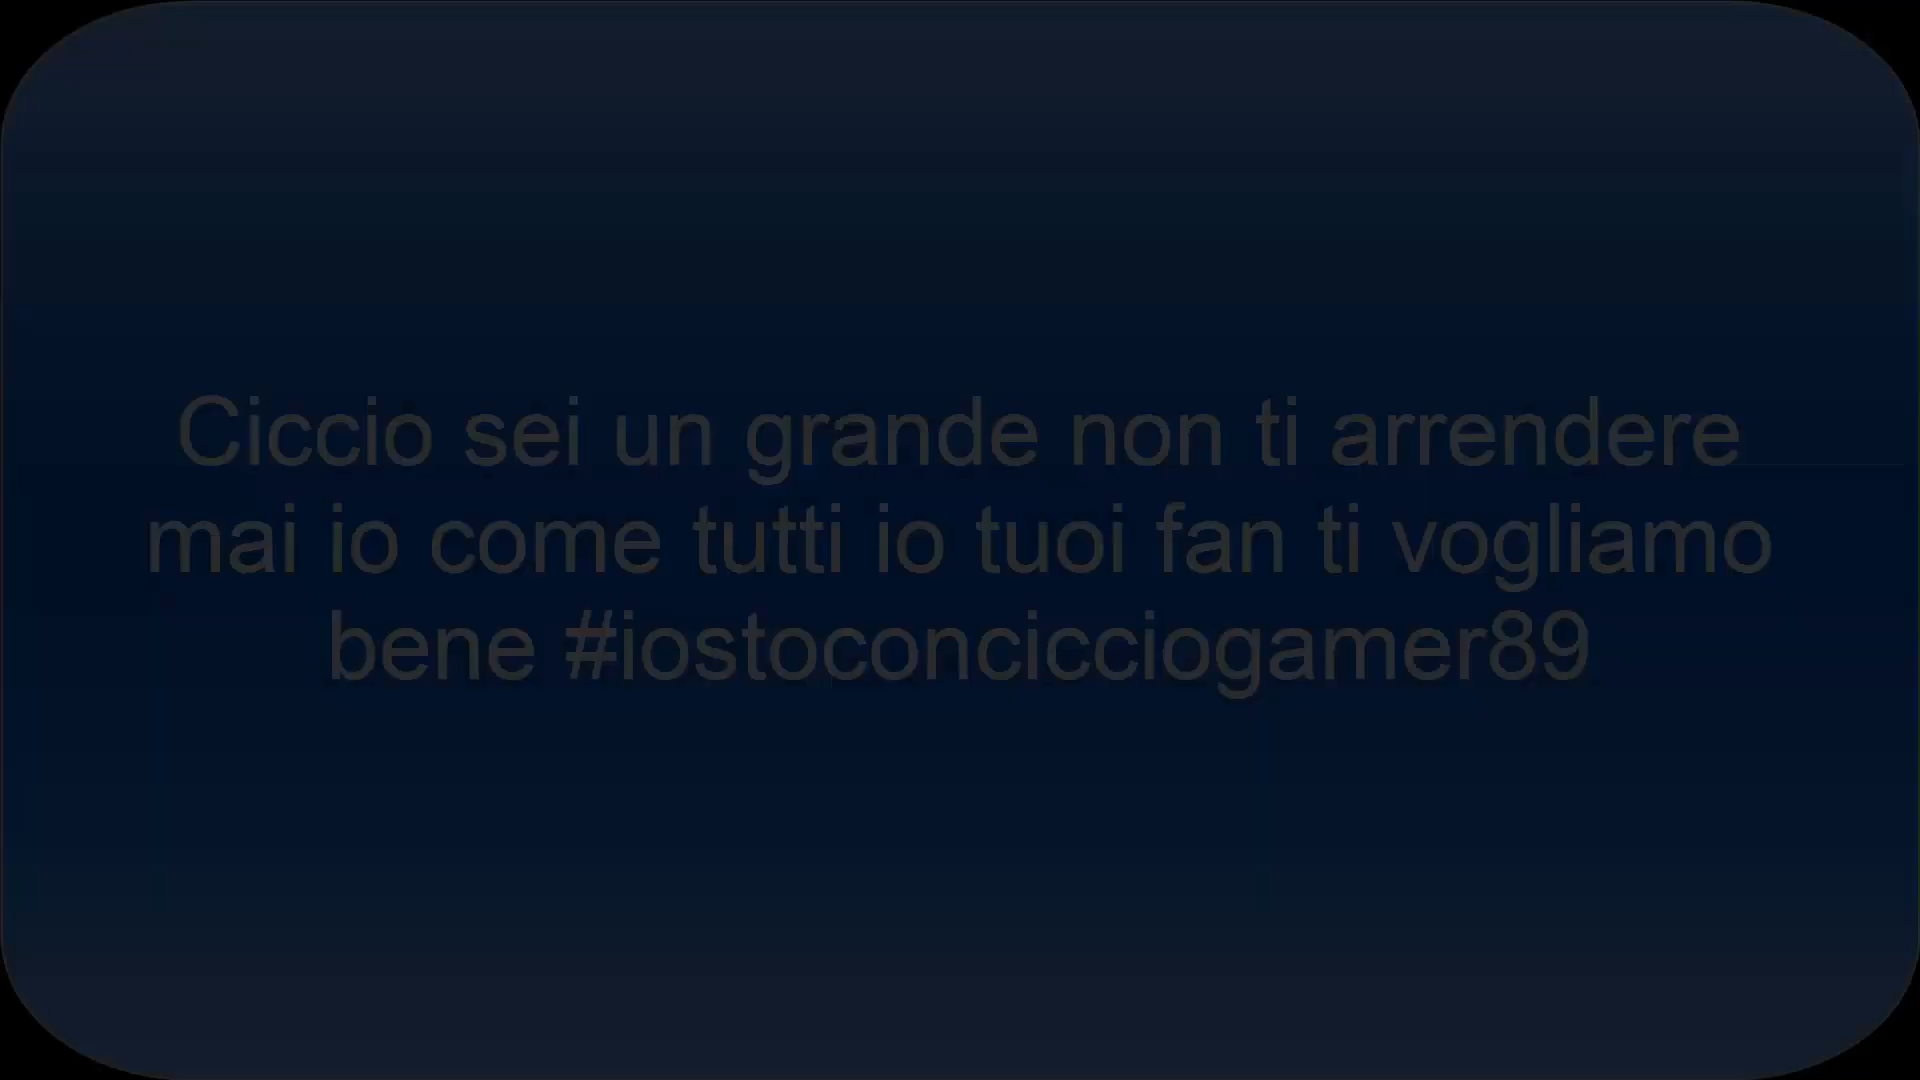 Ciccio sei un grande non ti arrendere
mai io come tutti io tuoi fan ti vogliamo
bene #iostoconcicciogamer89